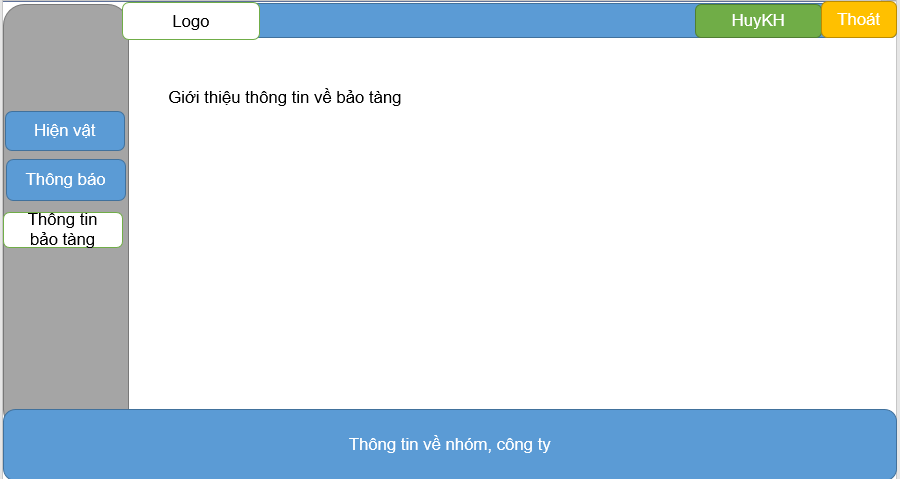 Logo
HuyKH
Thoát
Giới thiệu thông tin về bảo tàng
Hiện vật
Thông báo
Thông tin
bảo tàng
Thông tin về nhóm, công ty